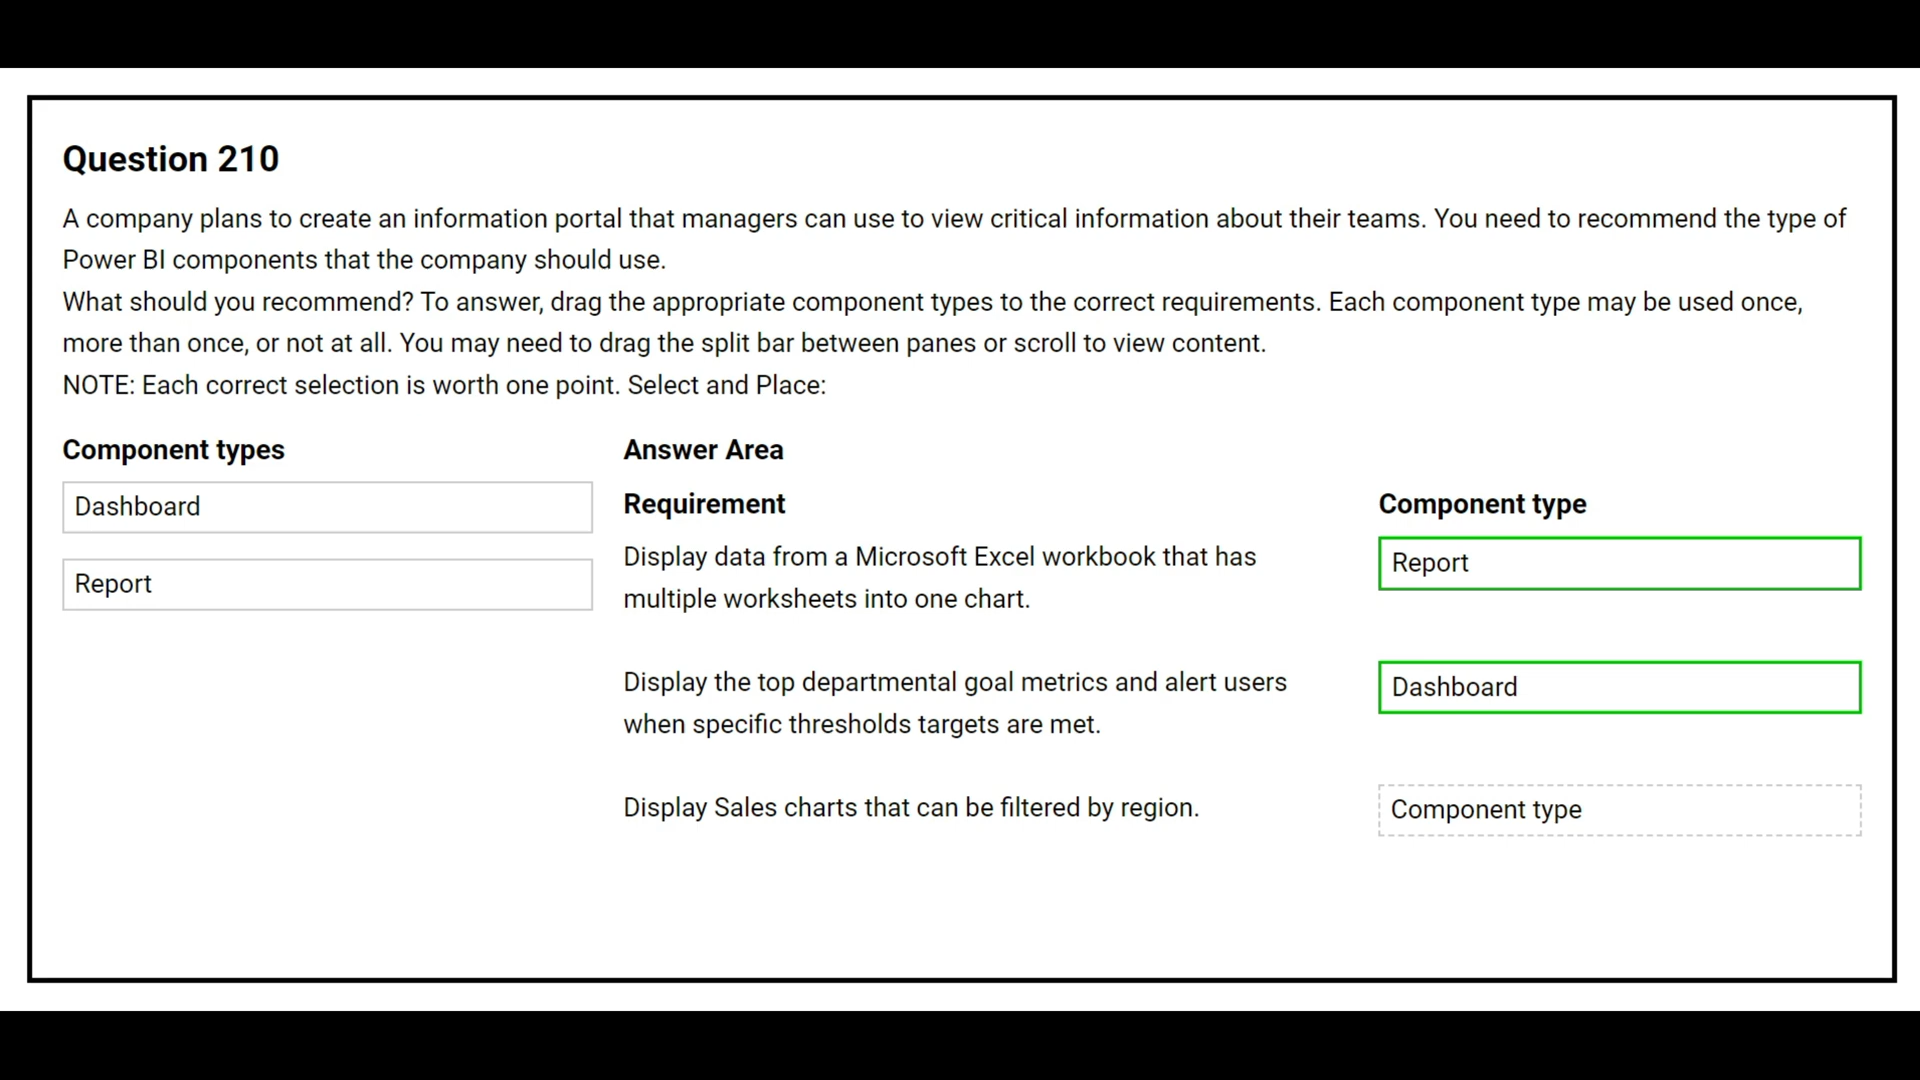 Question 210
A company plans to create an information portal that managers can use to view critical information about their teams. You need to recommend the type of
Power BI components that the company should use.
What should you recommend? To answer, drag the appropriate component types to the correct requirements. Each component type may be used once,
more than once, or not at all. You may need to drag the split bar between panes or scroll to view content.
NOTE: Each correct selection is worth one point. Select and Place:
Component types
Dashboard
Report
Answer Area
Requirement
Component type
Display data from a Microsoft Excel workbook that has
multiple worksheets into one chart.
Report
Display the top departmental goal metrics and alert users
when specific thresholds targets are met.
Dashboard
Display Sales charts that can be filtered by region.
Component type